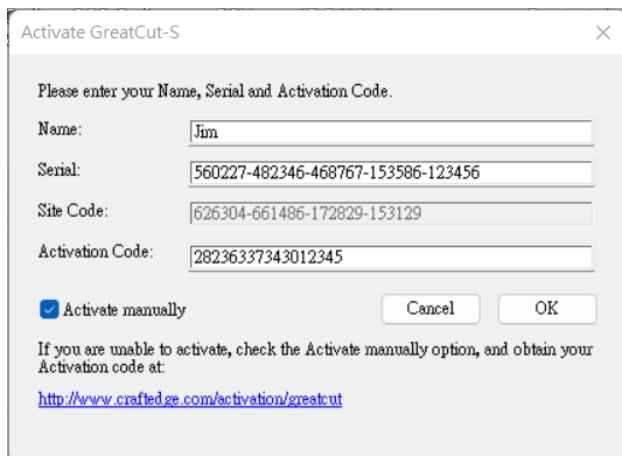 Activate GreatCut-S
Please enter your Name, Serial and Activation Code.
Name: Jim
Serial: 560227-482346-468767-153586-123456
Site Code: 626304-661486-172829-153129
Activation Code: 28236337343012345
Activate manually Cancel OK
If you are unable to activate, check the Activate manually option, and obtain your
Activation code at:
http://www.craftedge.com/activation/greatcut